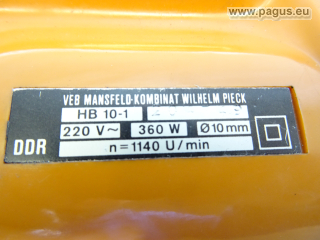 www.pagus.eu
VEB MANSFELD-KOMBINAT WILHELM PIECK
HB 10-1
220 V~ 360 W Ø10mm
DDR
n=1140 U/min